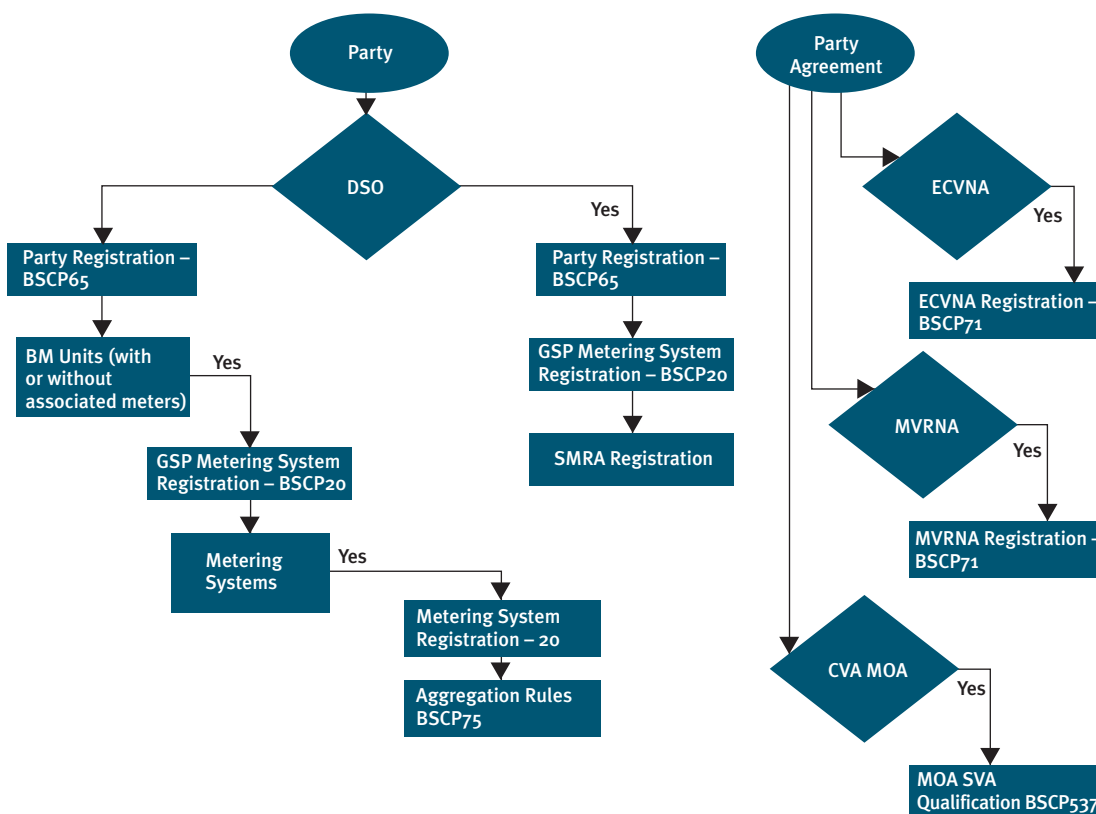 Party
DSO
Yes
Party Registration –
BSCP65
Party Registration –
BSCP65
BM Units (with
or without
associated meters)
Yes
GSP Metering System
Registration – BSCP20
GSP Metering System
Registration – BSCP20
SMRA Registration
Metering
Systems
Yes
Metering System
Registration – 20
Aggregation Rules
BSCP75
Party
Agreement
ECVNA
Yes
ECVNA Registration –
BSCP71
MVRNA
Yes
MVRNA Registration –
BSCP71
CVA MOA
Yes
MOA SVA
Qualification BSCP537